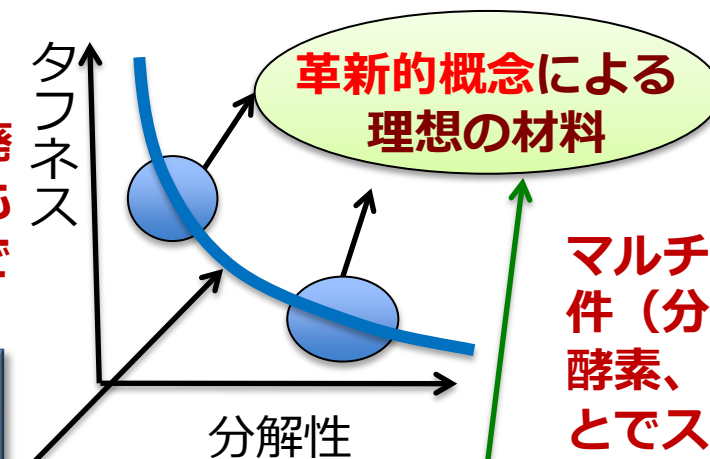 タフネス
革新的概念による
理想の材料
分解性
マルチ
件（分
酵素、
とでス